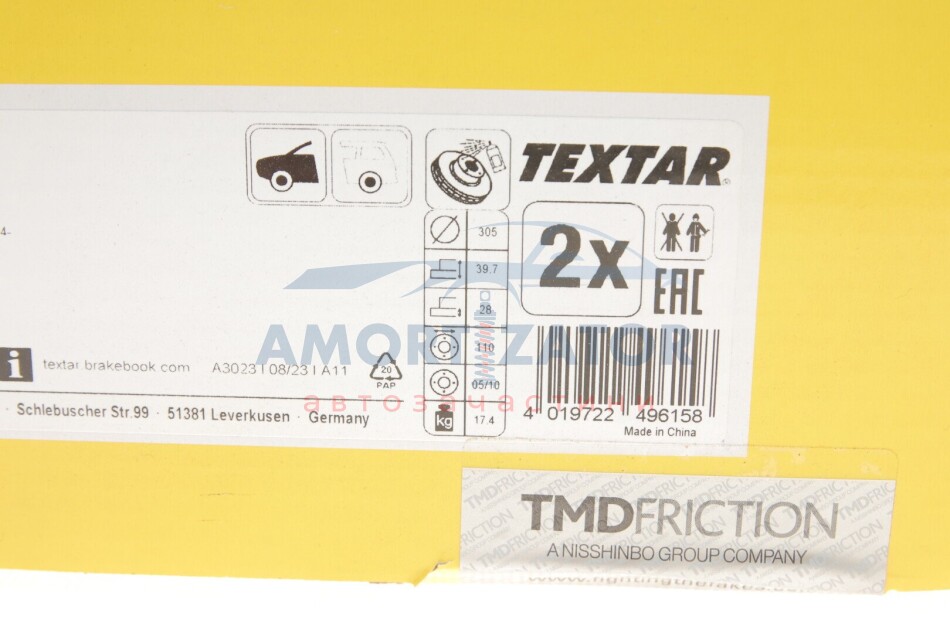 TEXTAR
4-
305
2x
39.7
28
EAC
AMORTIZATOR
110
textar brakebook com A3023 | 08/23 | A11
20
PAP
05/10
автозапчастини
· Schlebuscher Str.99 · 51381 Leverkusen · Germany
kg
17.4
4 019722 496158
Made in China
TMDFRICTION
A NISSHINBO GROUP COMPANY